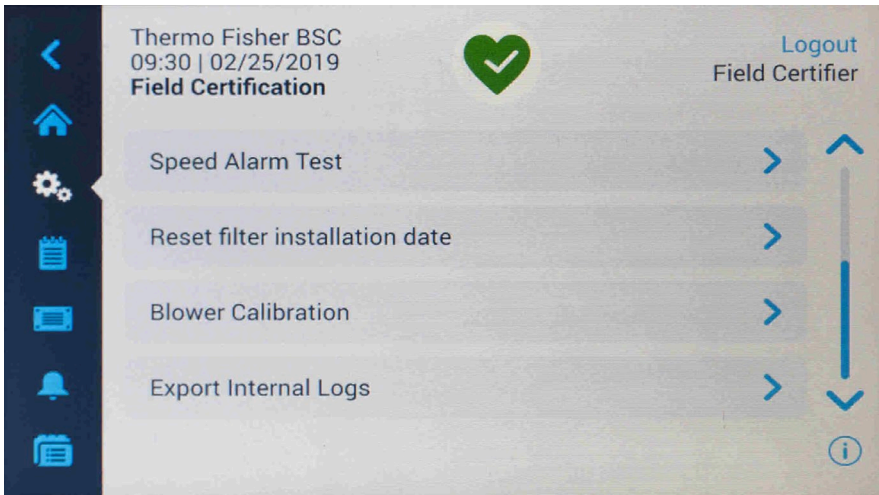 Thermo Fisher BSC
09:30 | 02/25/2019
Field Certification
Logout
Field Certifier
Speed Alarm Test
Reset filter installation date
Blower Calibration
Export Internal Logs
i